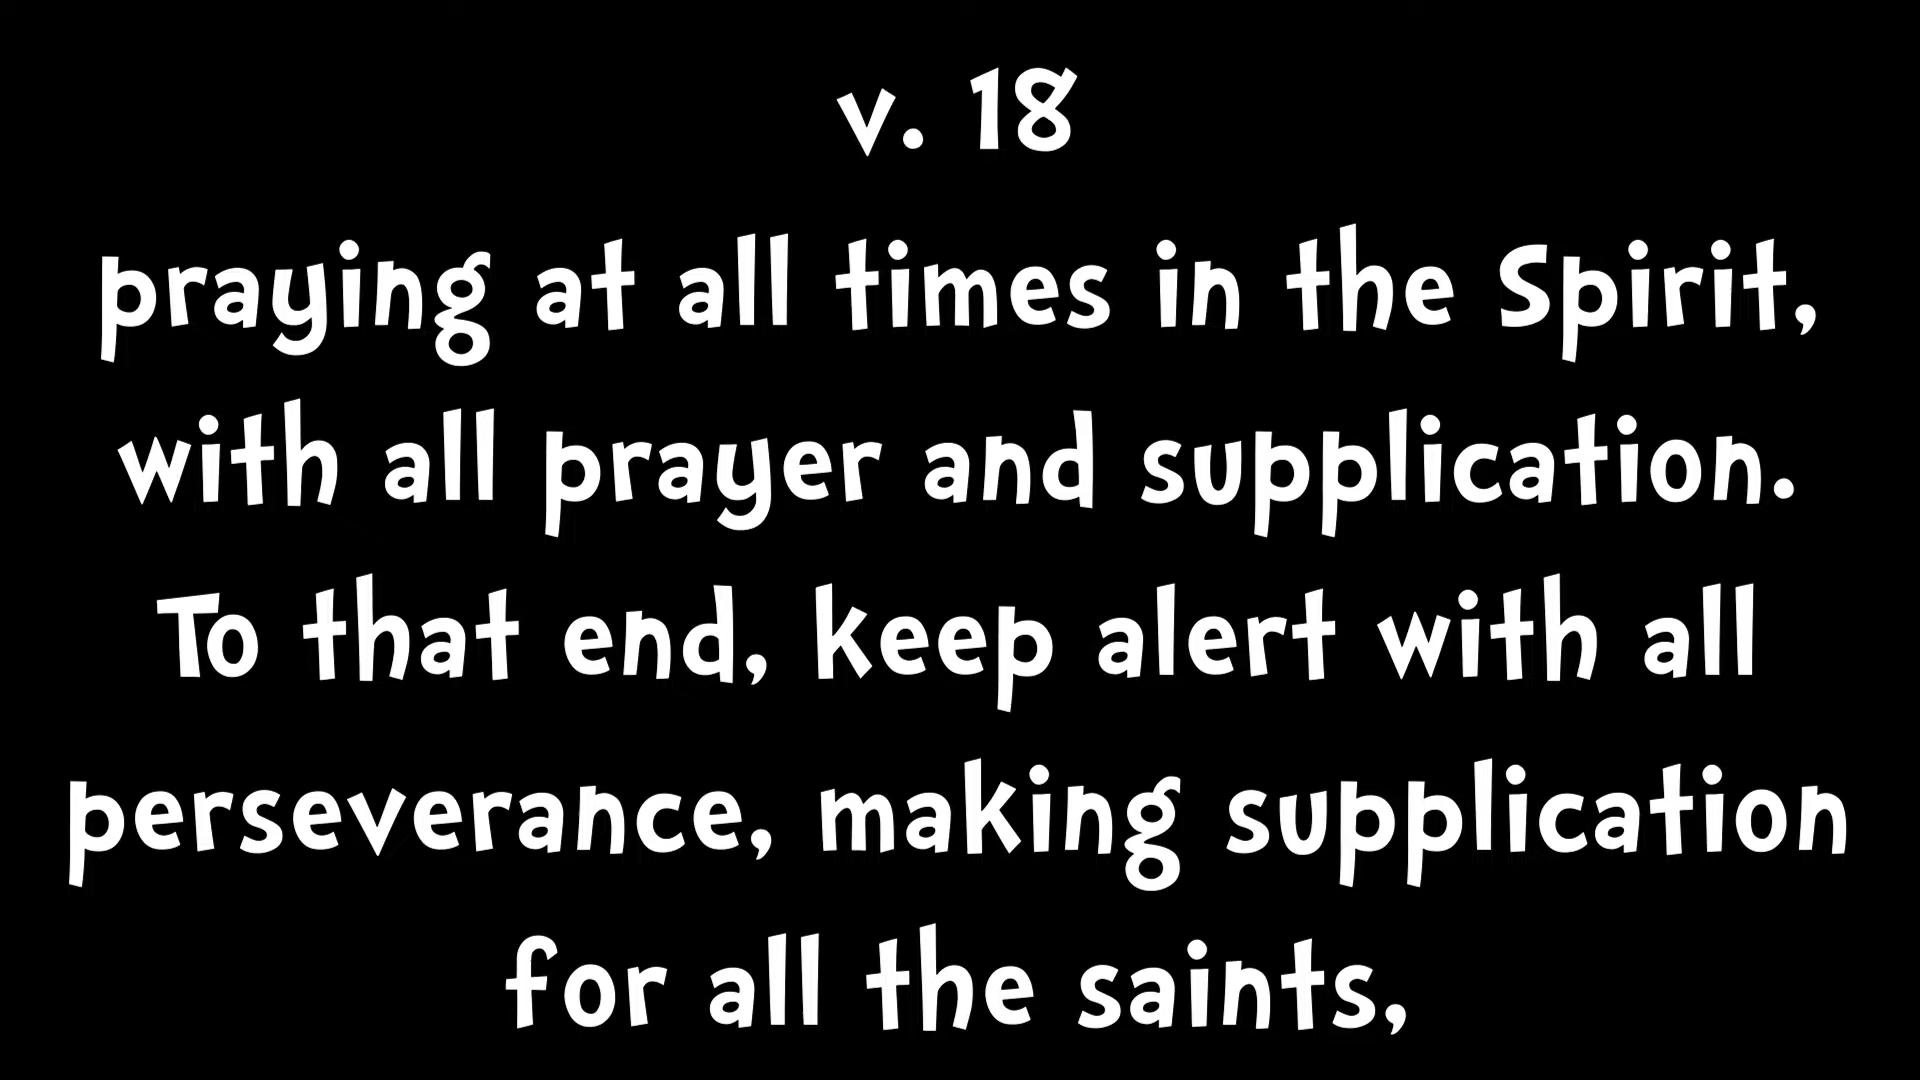 v. 18
praying at all times in the Spirit,
with all prayer and supplication.
To that end, keep alert with all
perseverance, making supplication
for all the saints,